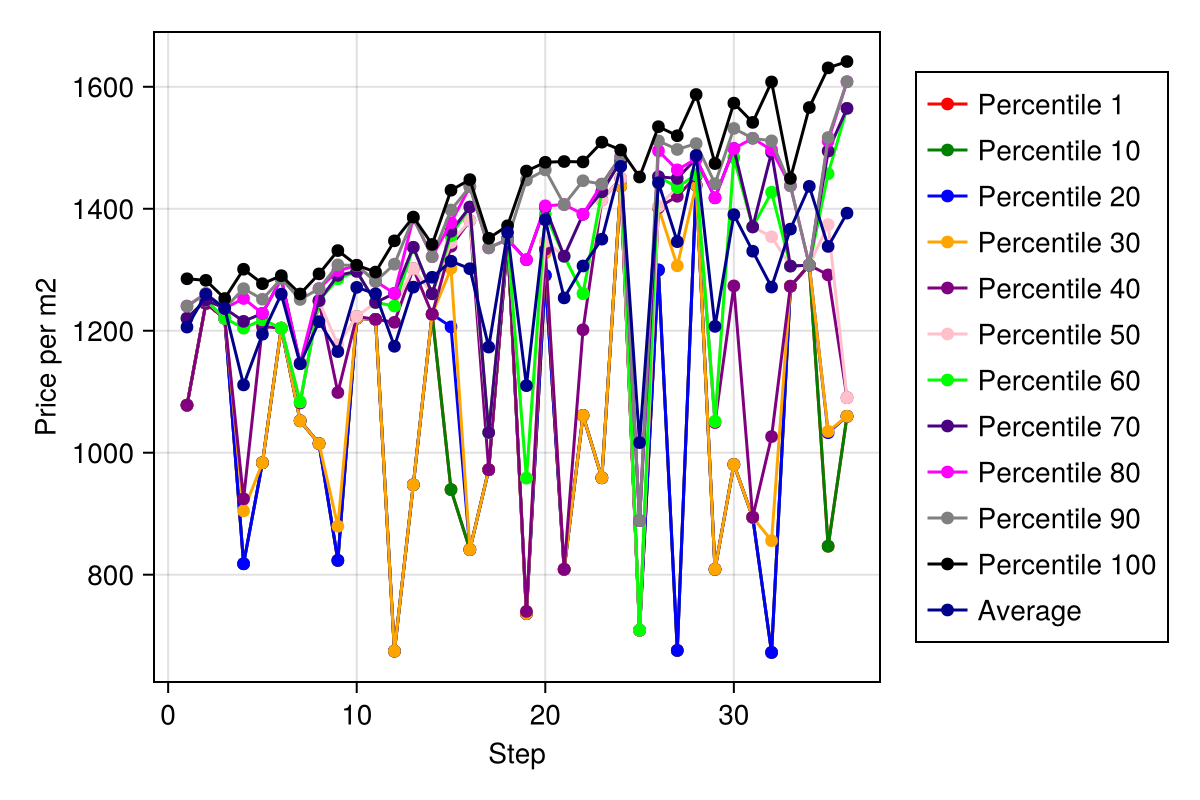 1600
1400
1200
1000
800
Price per m2
0 10 20 30
Step
Percentile 1
Percentile 10
Percentile 20
Percentile 30
Percentile 40
Percentile 50
Percentile 60
Percentile 70
Percentile 80
Percentile 90
Percentile 100
Average